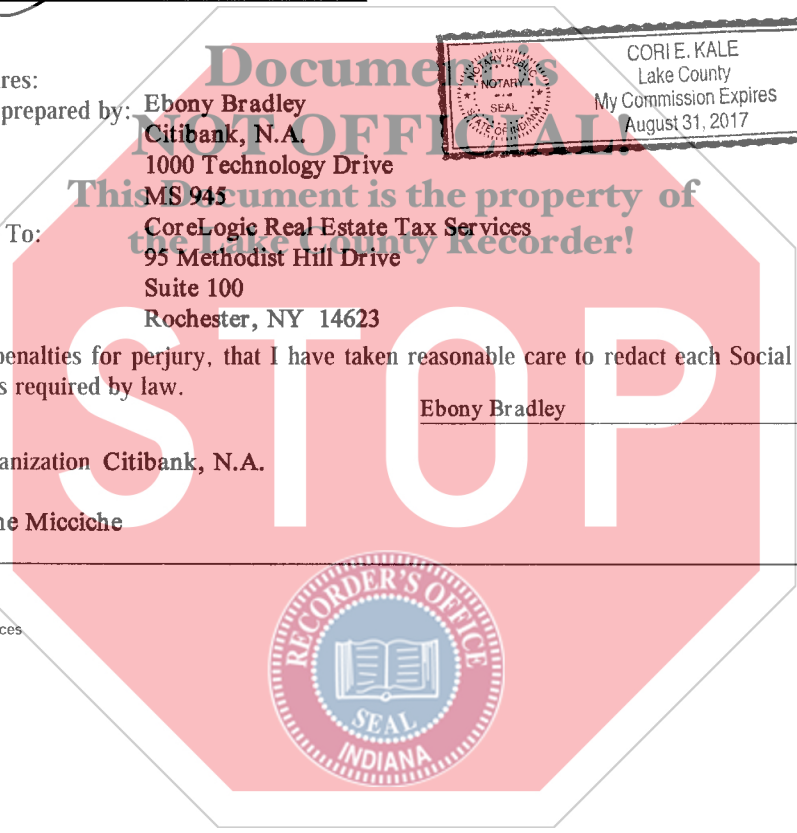 Document is
NOT OFFICIAL!
This Document is the property of
the Lake County Recorder!
NOTARY PUBLIC
NOTARY
SEAL
STATE OF INDIANA
CORI E. KALE
Lake County
My Commission Expires
August 31, 2017
res:
prepared by: Ebony Bradley
Citibank, N.A.
1000 Technology Drive
MS 945
To: CoreLogic Real Estate Tax Services
95 Methodist Hill Drive
Suite 100
Rochester, NY 14623
penalties for perjury, that I have taken reasonable care to redact each Social
s required by law.
Ebony Bradley
anization Citibank, N.A.
ne Micciche
ces
STOP
RECORDER'S OFFICE
SEAL
INDIANA